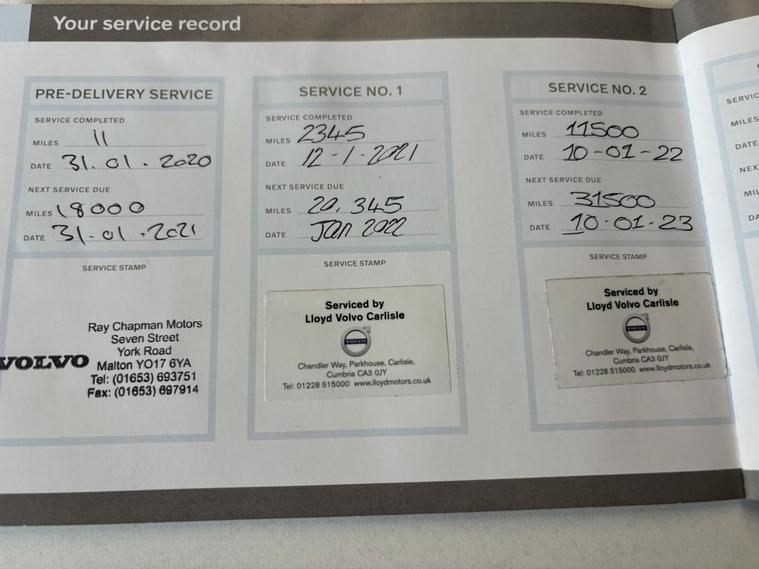 Your service record
PRE-DELIVERY SERVICE
SERVICE COMPLETED
MILES 11
DATE 31.01.2020
NEXT SERVICE DUE
MILES 18000
DATE 31.01.2021
SERVICE STAMP
VOLVO
Ray Chapman Motors
Seven Street
York Road
Malton YO17 6YA
Tel: (01653) 693751
Fax: (01653) 697914
SERVICE NO. 1
SERVICE COMPLETED
MILES 2345
DATE 12-1-2021
NEXT SERVICE DUE
MILES 20,345
DATE Jan 2022
SERVICE STAMP
Serviced by
Lloyd Volvo Carlisle
Chandler Way, Parkhouse, Carlisle,
Cumbria CA3 0JY
Tel: 01228 515000 www.lloydmotors.co.uk
SERVICE NO. 2
SERVICE COMPLETED
MILES 11500
DATE 10-01-22
NEXT SERVICE DUE
MILES 31500
DATE 10.01.23
SERVICE STAMP
Serviced by
Lloyd Volvo Carlisle
Chandler Way, Parkhouse, Carlisle,
Cumbria CA3 0JY
Tel: 01228 515000 www.lloydmotors.co.uk